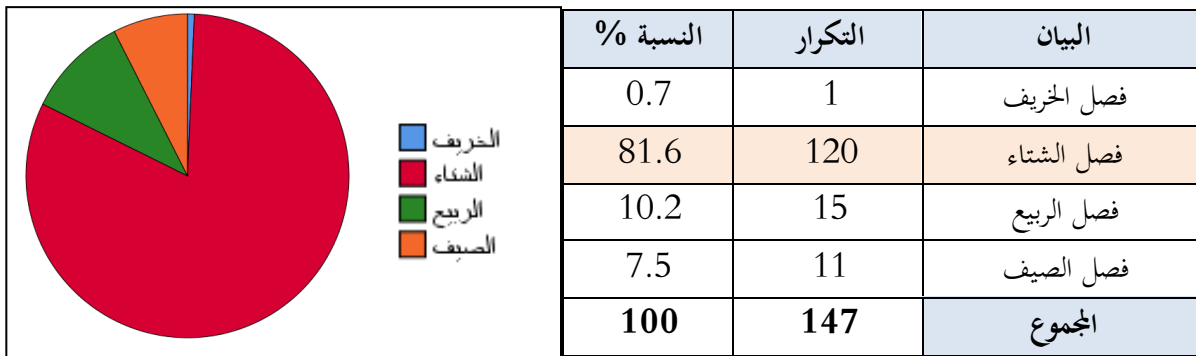 البيان التكرار النسبة %
فصل الخريف 1 0.7
فصل الشتاء 120 81.6
فصل الربيع 15 10.2
فصل الصيف 11 7.5
المجموع 147 100
الخريف
الشتاء
الربيع
الصيف